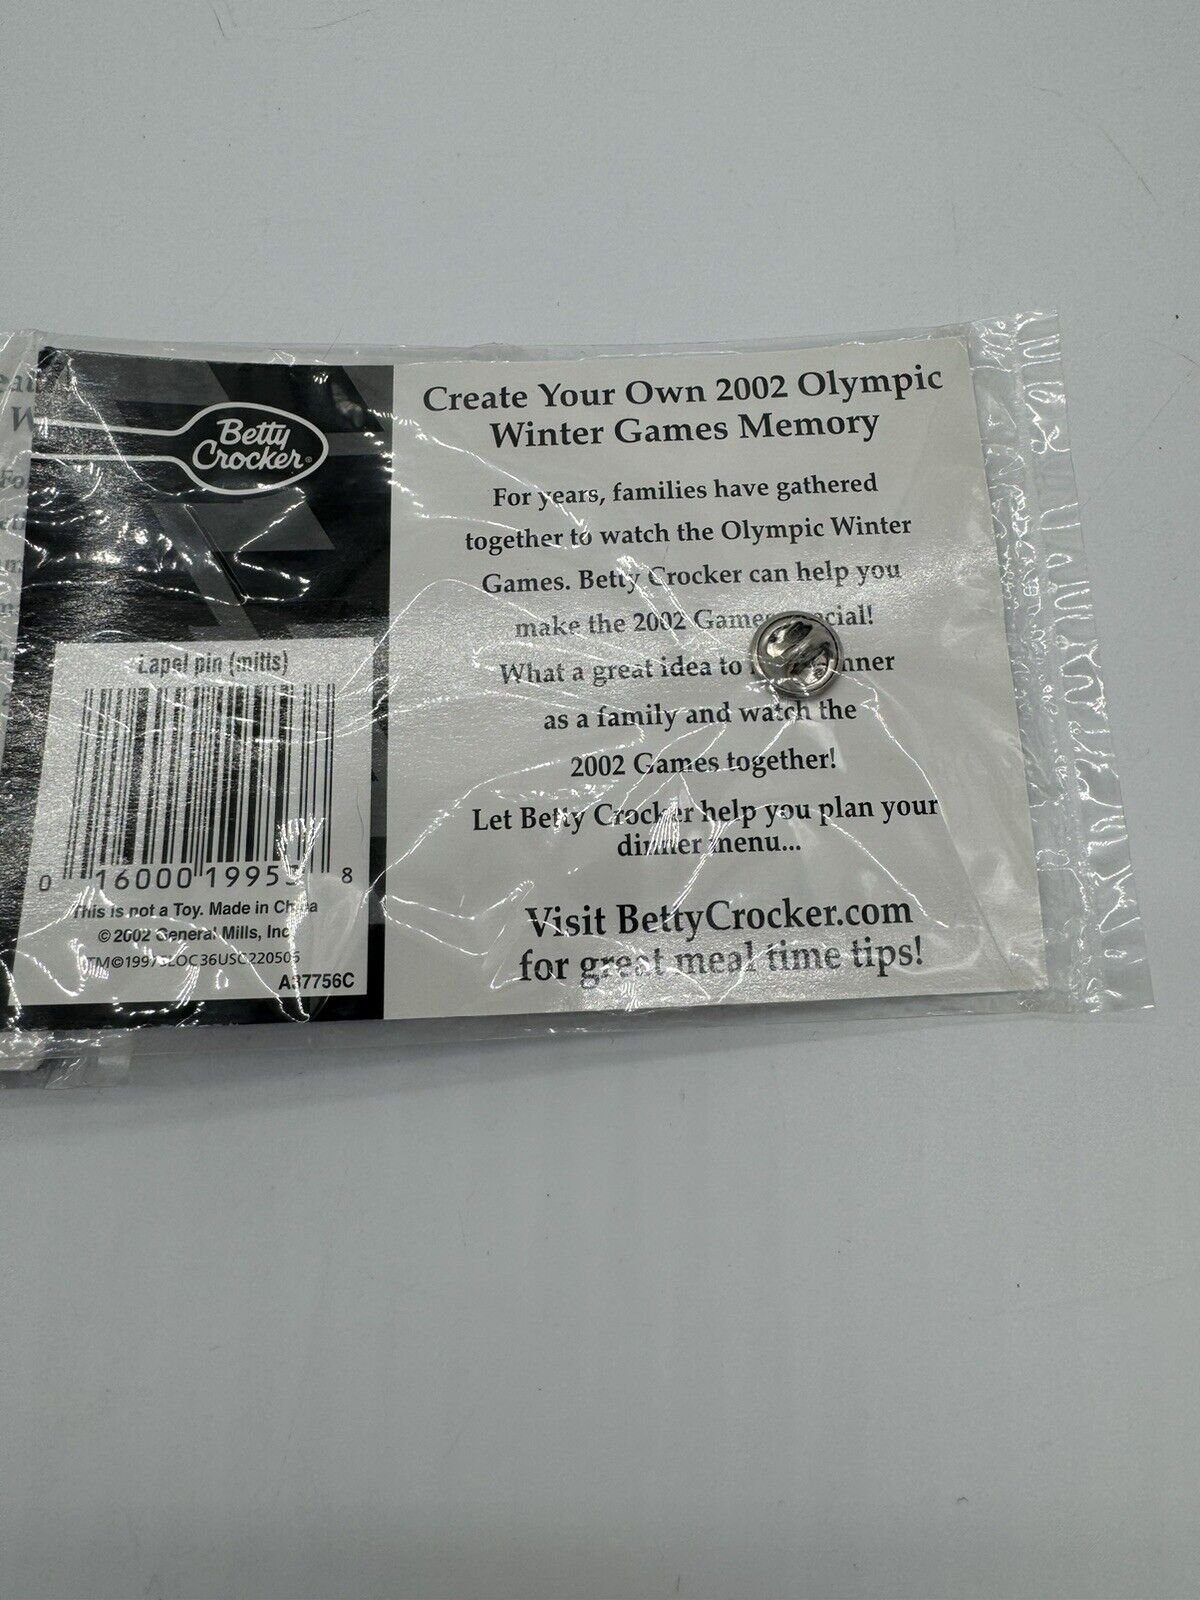 Betty
Crocker®
Lapel pin (mitts)
0 16000 1995 8
This is not a Toy. Made in China
©2002 General Mills, Inc
A37756C
Create Your Own 2002 Olympic
Winter Games Memory
For years, families have gathered
together to watch the Olympic Winter
Games. Betty Crocker can help you
make the 2002 Games special!
What a great idea to
as a family and watch the
2002 Games together!
Let Betty Crocker help you plan your
dinner menu...
Visit BettyCrocker.com
for great meal time tips!